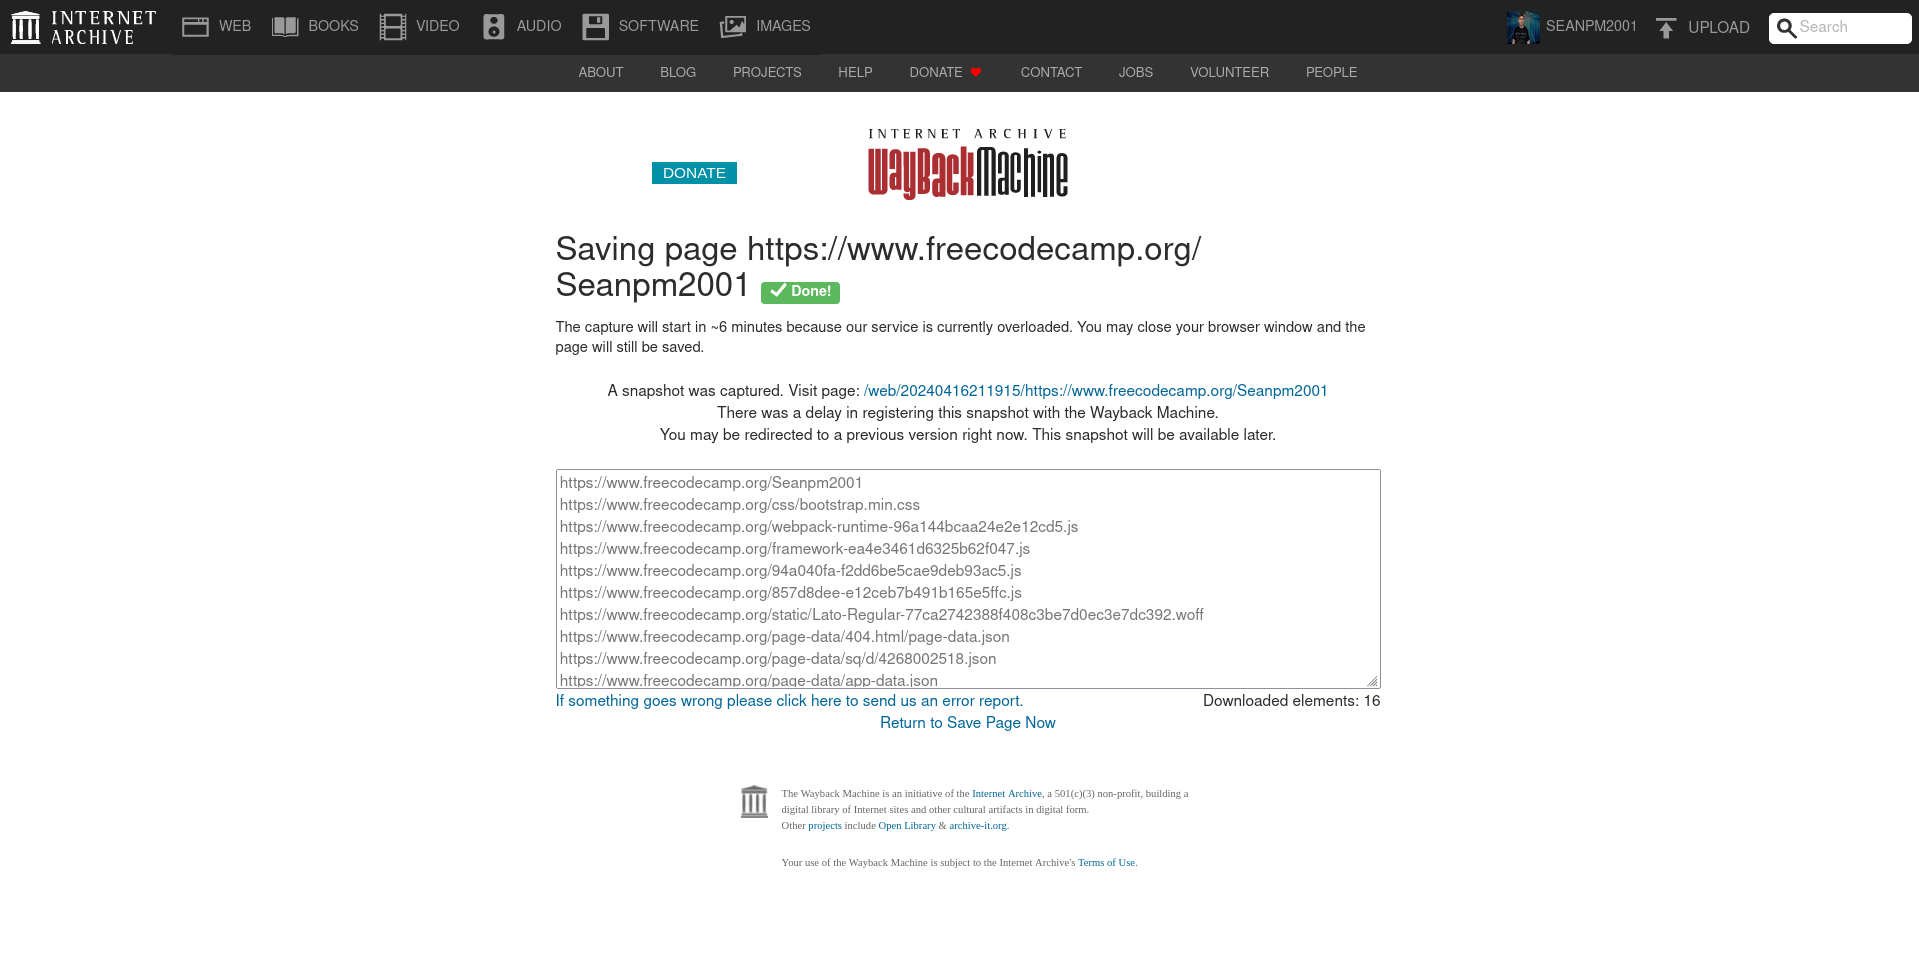 INTERNET ARCHIVE
WEB BOOKS VIDEO AUDIO SOFTWARE IMAGES SEANPM2001 UPLOAD Search
ABOUT BLOG PROJECTS HELP DONATE CONTACT JOBS VOLUNTEER PEOPLE
INTERNET ARCHIVE
WayBackMachine
DONATE
Saving page https://www.freecodecamp.org/
Seanpm2001 Done!
The capture will start in ~6 minutes because our service is currently overloaded. You may close your browser window and the
page will still be saved.
A snapshot was captured. Visit page: /web/20240416211915/https://www.freecodecamp.org/Seanpm2001
There was a delay in registering this snapshot with the Wayback Machine.
You may be redirected to a previous version right now. This snapshot will be available later.
https://www.freecodecamp.org/Seanpm2001
https://www.freecodecamp.org/css/bootstrap.min.css
https://www.freecodecamp.org/webpack-runtime-96a144bcaa24e2e12cd5.js
https://www.freecodecamp.org/framework-ea4e3461d6325b62f047.js
https://www.freecodecamp.org/94a040fa-f2dd6be5cae9deb93ac5.js
https://www.freecodecamp.org/857d8dee-e12ceb7b491b165e5ffc.js
https://www.freecodecamp.org/static/Lato-Regular-77ca2742388f408c3be7d0ec3e7dc392.woff
https://www.freecodecamp.org/page-data/404.html/page-data.json
https://www.freecodecamp.org/page-data/sq/d/4268002518.json
https://www.freecodecamp.org/page-data/app-data.json
If something goes wrong please click here to send us an error report. Downloaded elements: 16
Return to Save Page Now
The Wayback Machine is an initiative of the Internet Archive, a 501(c)(3) non-profit, building a
digital library of Internet sites and other cultural artifacts in digital form.
Other projects include Open Library & archive-it.org.
Your use of the Wayback Machine is subject to the Internet Archive's Terms of Use.